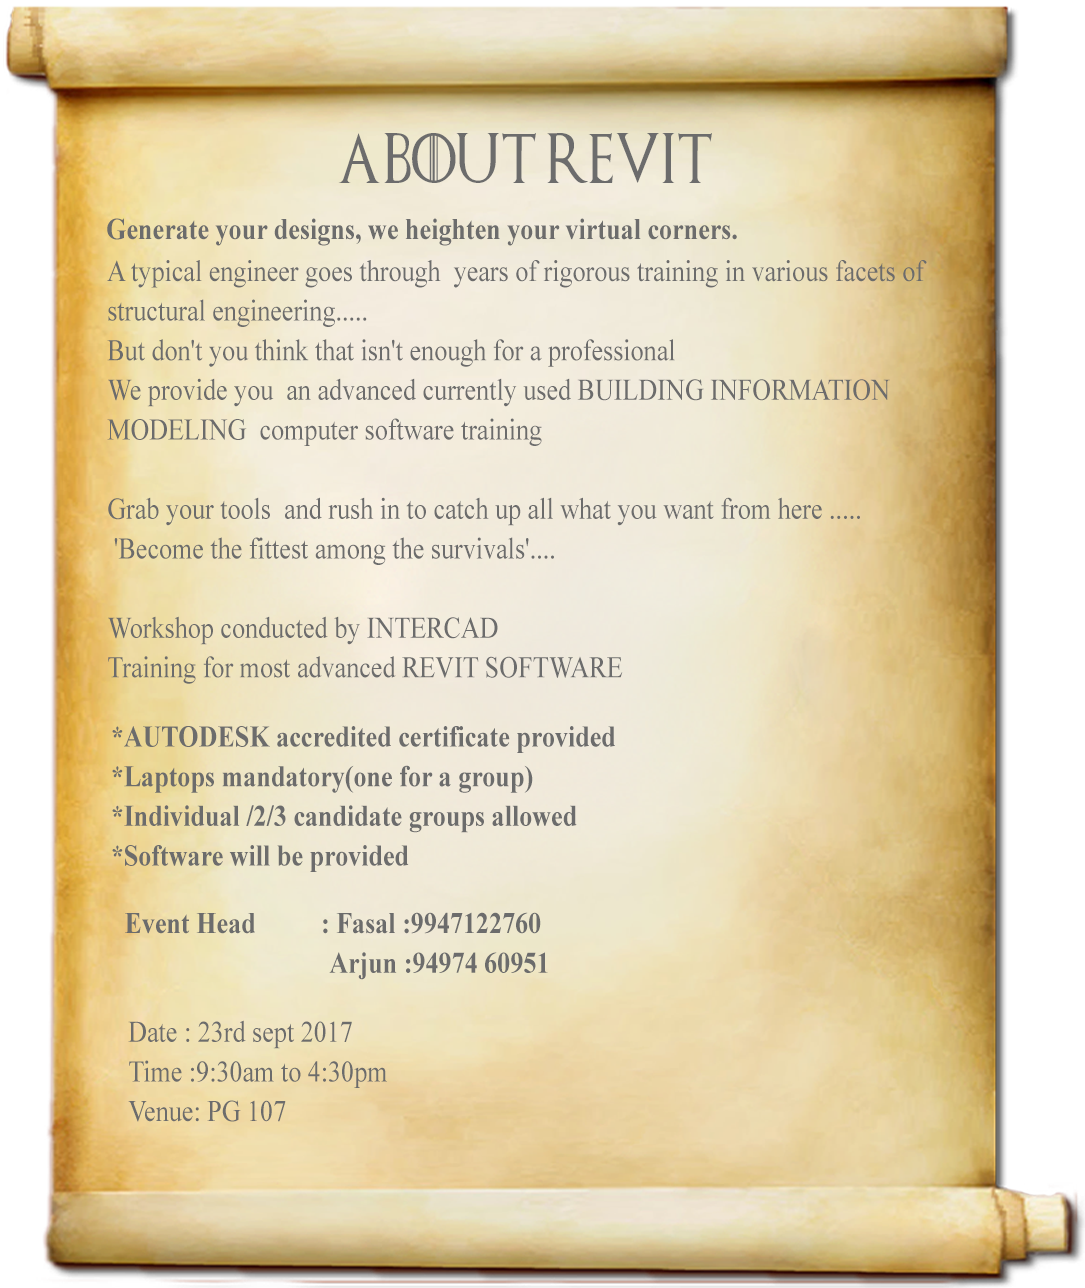 ABOUT REVIT
Generate your designs, we heighten your virtual corners.
A typical engineer goes through  years of rigorous training in various facets of
structural engineering.....
But don't you think that isn't enough for a professional
We provide you  an advanced currently used BUILDING INFORMATION
MODELING  computer software training
Grab your tools  and rush in to catch up all what you want from here .....
'Become the fittest among the survivals'....
Workshop conducted by INTERCAD
Training for most advanced REVIT SOFTWARE
*AUTODESK accredited certificate provided
*Laptops mandatory(one for a group)
*Individual /2/3 candidate groups allowed
*Software will be provided
Event Head : Fasal :9947122760
Arjun :94974 60951
Date : 23rd sept 2017
Time :9:30am to 4:30pm
Venue: PG 107